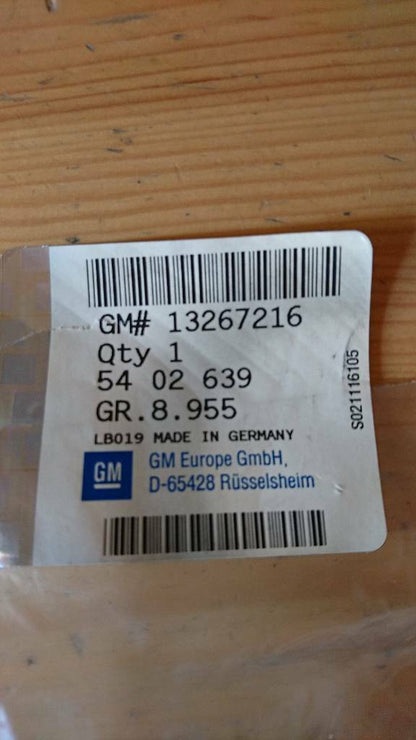 GM# 13267216
Qty 1
54 02 639
GR.8.955
LB019 MADE IN GERMANY
GM
GM Europe GmbH,
D-65428 Rüsselsheim
S021116105